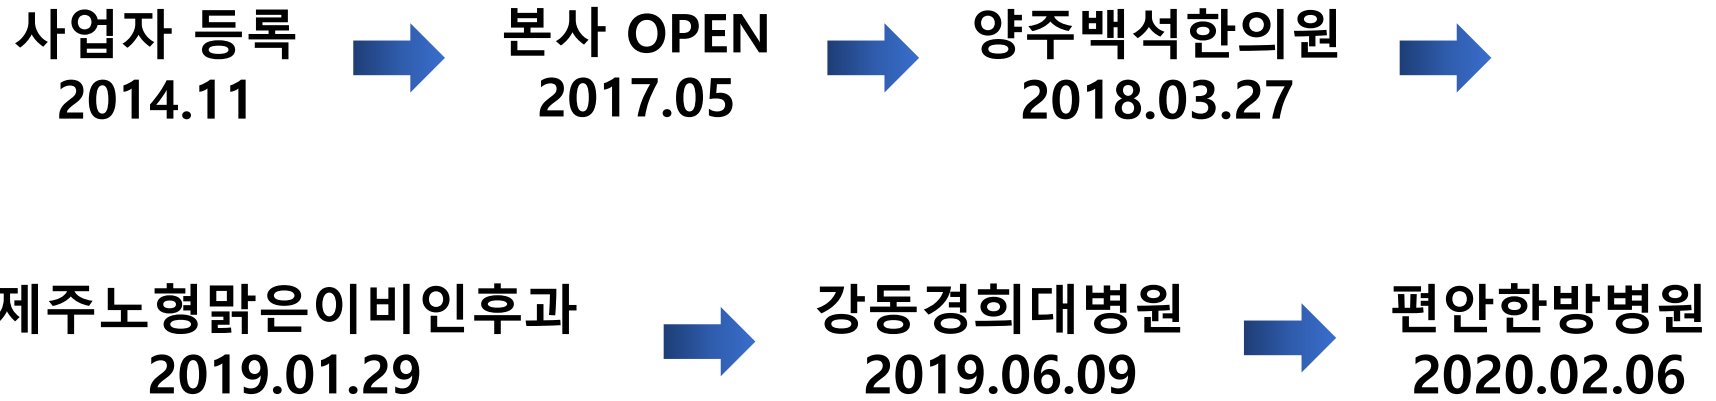 사업자 등록
2014.11
본사 OPEN
2017.05
양주백석한의원
2018.03.27
제주노형맑은이비인후과
2019.01.29
강동경희대병원
2019.06.09
편안한방병원
2020.02.06